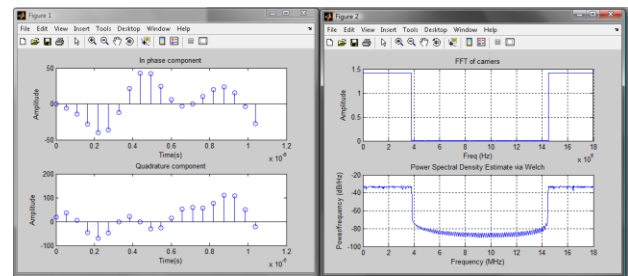 Figure 1
File Edit View Insert Tools Desktop Window Help
In phase component
50
0
-50
Amplitude
0 0.2 0.4 0.6 0.8 1 1.2
Time(s)
x 10^-6
Quadrature component
200
100
0
-100
Amplitude
0 0.2 0.4 0.6 0.8 1 1.2
Time(s)
Figure 2
File Edit View Insert Tools Desktop Window Help
FFT of carriers
1.5
1
0.5
0
Amplitude
0 2 4 6 8 10 12 14 16 18
Freq (Hz)
Power Spectral Density Estimate via Welch
-20
-40
-60
-80
-100
Power/frequency (dB/Hz)
0 2 4 6 8 10 12 14 16 18
Frequency (MHz)